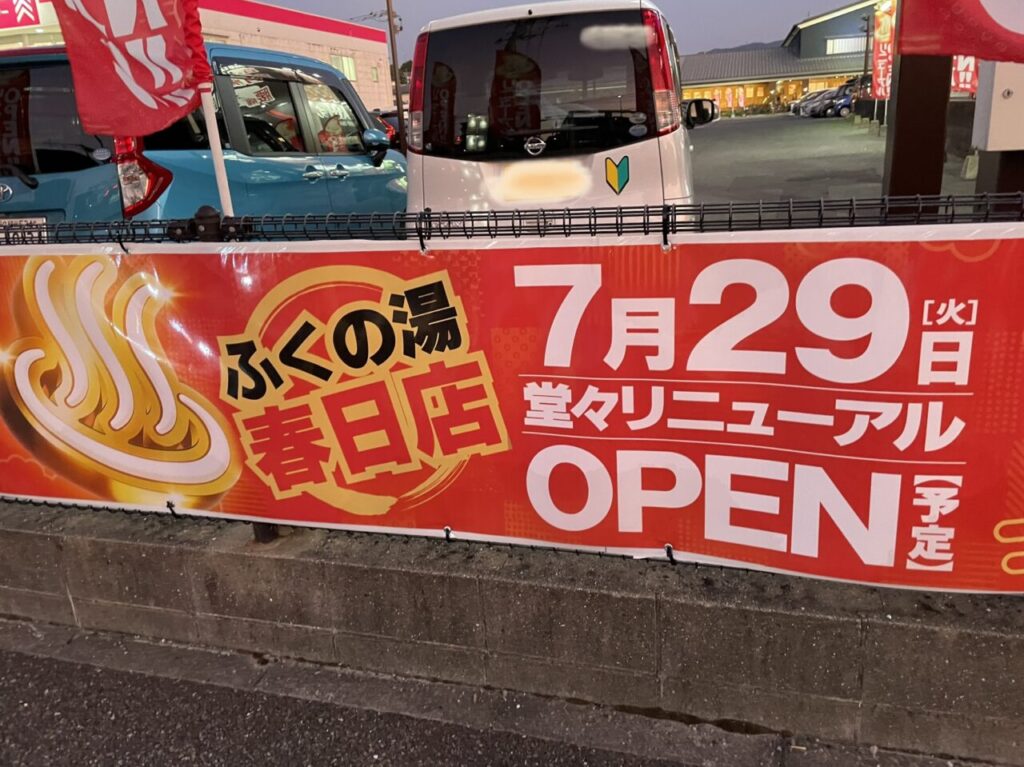 ふくの湯
春日店
7月29日[火]
堂々リニューアル
OPEN【予定】